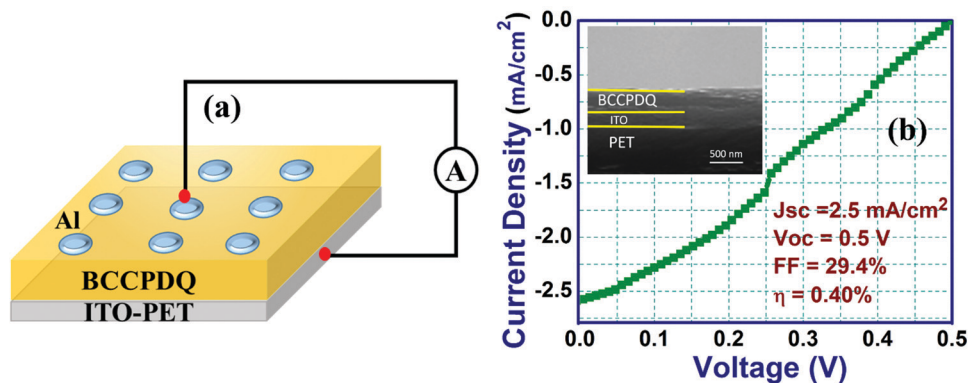 (a)
A
Al
BCCPDQ
ITO-PET
(b)
Current Density (mA/cm²)
0.0
-0.5
-1.0
-1.5
-2.0
-2.5
BCCPDQ
ITO
PET
500 nm
Jsc =2.5 mA/cm²
Voc = 0.5 V
FF = 29.4%
η = 0.40%
0.0 0.1 0.2 0.3 0.4 0.5
Voltage (V)